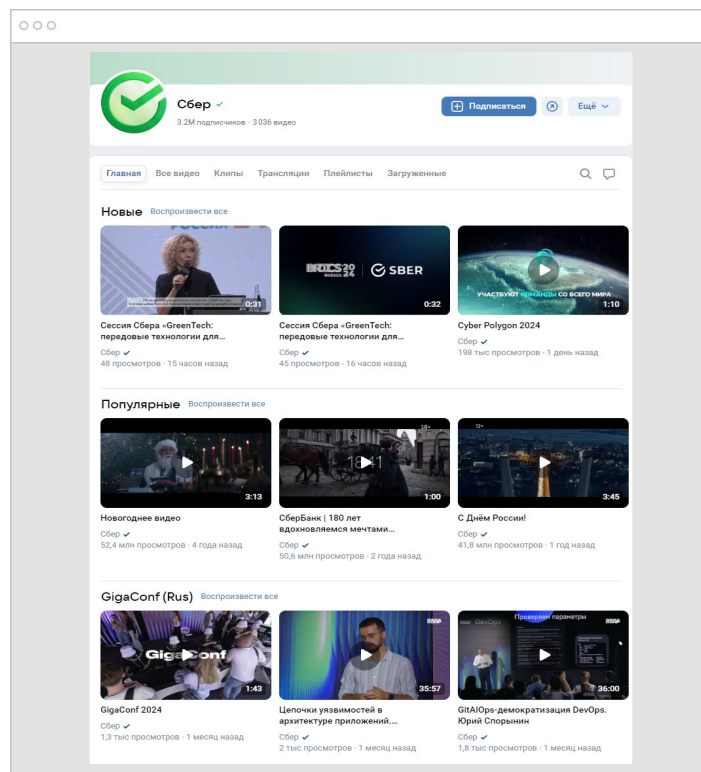 Сбер
3.2M подписчиков · 3 036 видео
Подписаться
Ещё
Главная Все видео Клипы Трансляции Плейлисты Загруженные
Новые Воспроизвести все
РОССИЯ
BRICS 2024
RUSSIA
SBER
УЧАСТВУЮТ КОМАНДЫ СО ВСЕГО МИРА
0:31
0:32
1:10
Сессия Сбера «GreenTech:
передовые технологии для...
Сбер
48 просмотров · 15 часов назад
Сессия Сбера «GreenTech:
передовые технологии для...
Сбер
45 просмотров · 16 часов назад
Cyber Polygon 2024
Сбер
198 тыс просмотров · 1 день назад
Популярные Воспроизвести все
3:13
18+
1841
1:00
12+
3:45
Новогоднее видео
Сбер
52,4 млн просмотров · 4 года назад
СберБанк | 180 лет
вдохновляемся мечтами...
Сбер
50,6 млн просмотров · 2 года назад
С Днём России!
Сбер
41,8 млн просмотров · 1 год назад
GigaConf (Rus) Воспроизвести все
GigaConf
1:43
35:57
DevOps
Проверяем параметры
36:00
GigaConf 2024
Сбер
1,3 тыс просмотров · 1 месяц назад
Цепочки уязвимостей в
архитектуре приложений....
Сбер
2 тыс просмотров · 1 месяц назад
GitAIOps-демократизация DevOps.
Юрий Спорынин
Сбер
1,8 тыс просмотров · 1 месяц назад